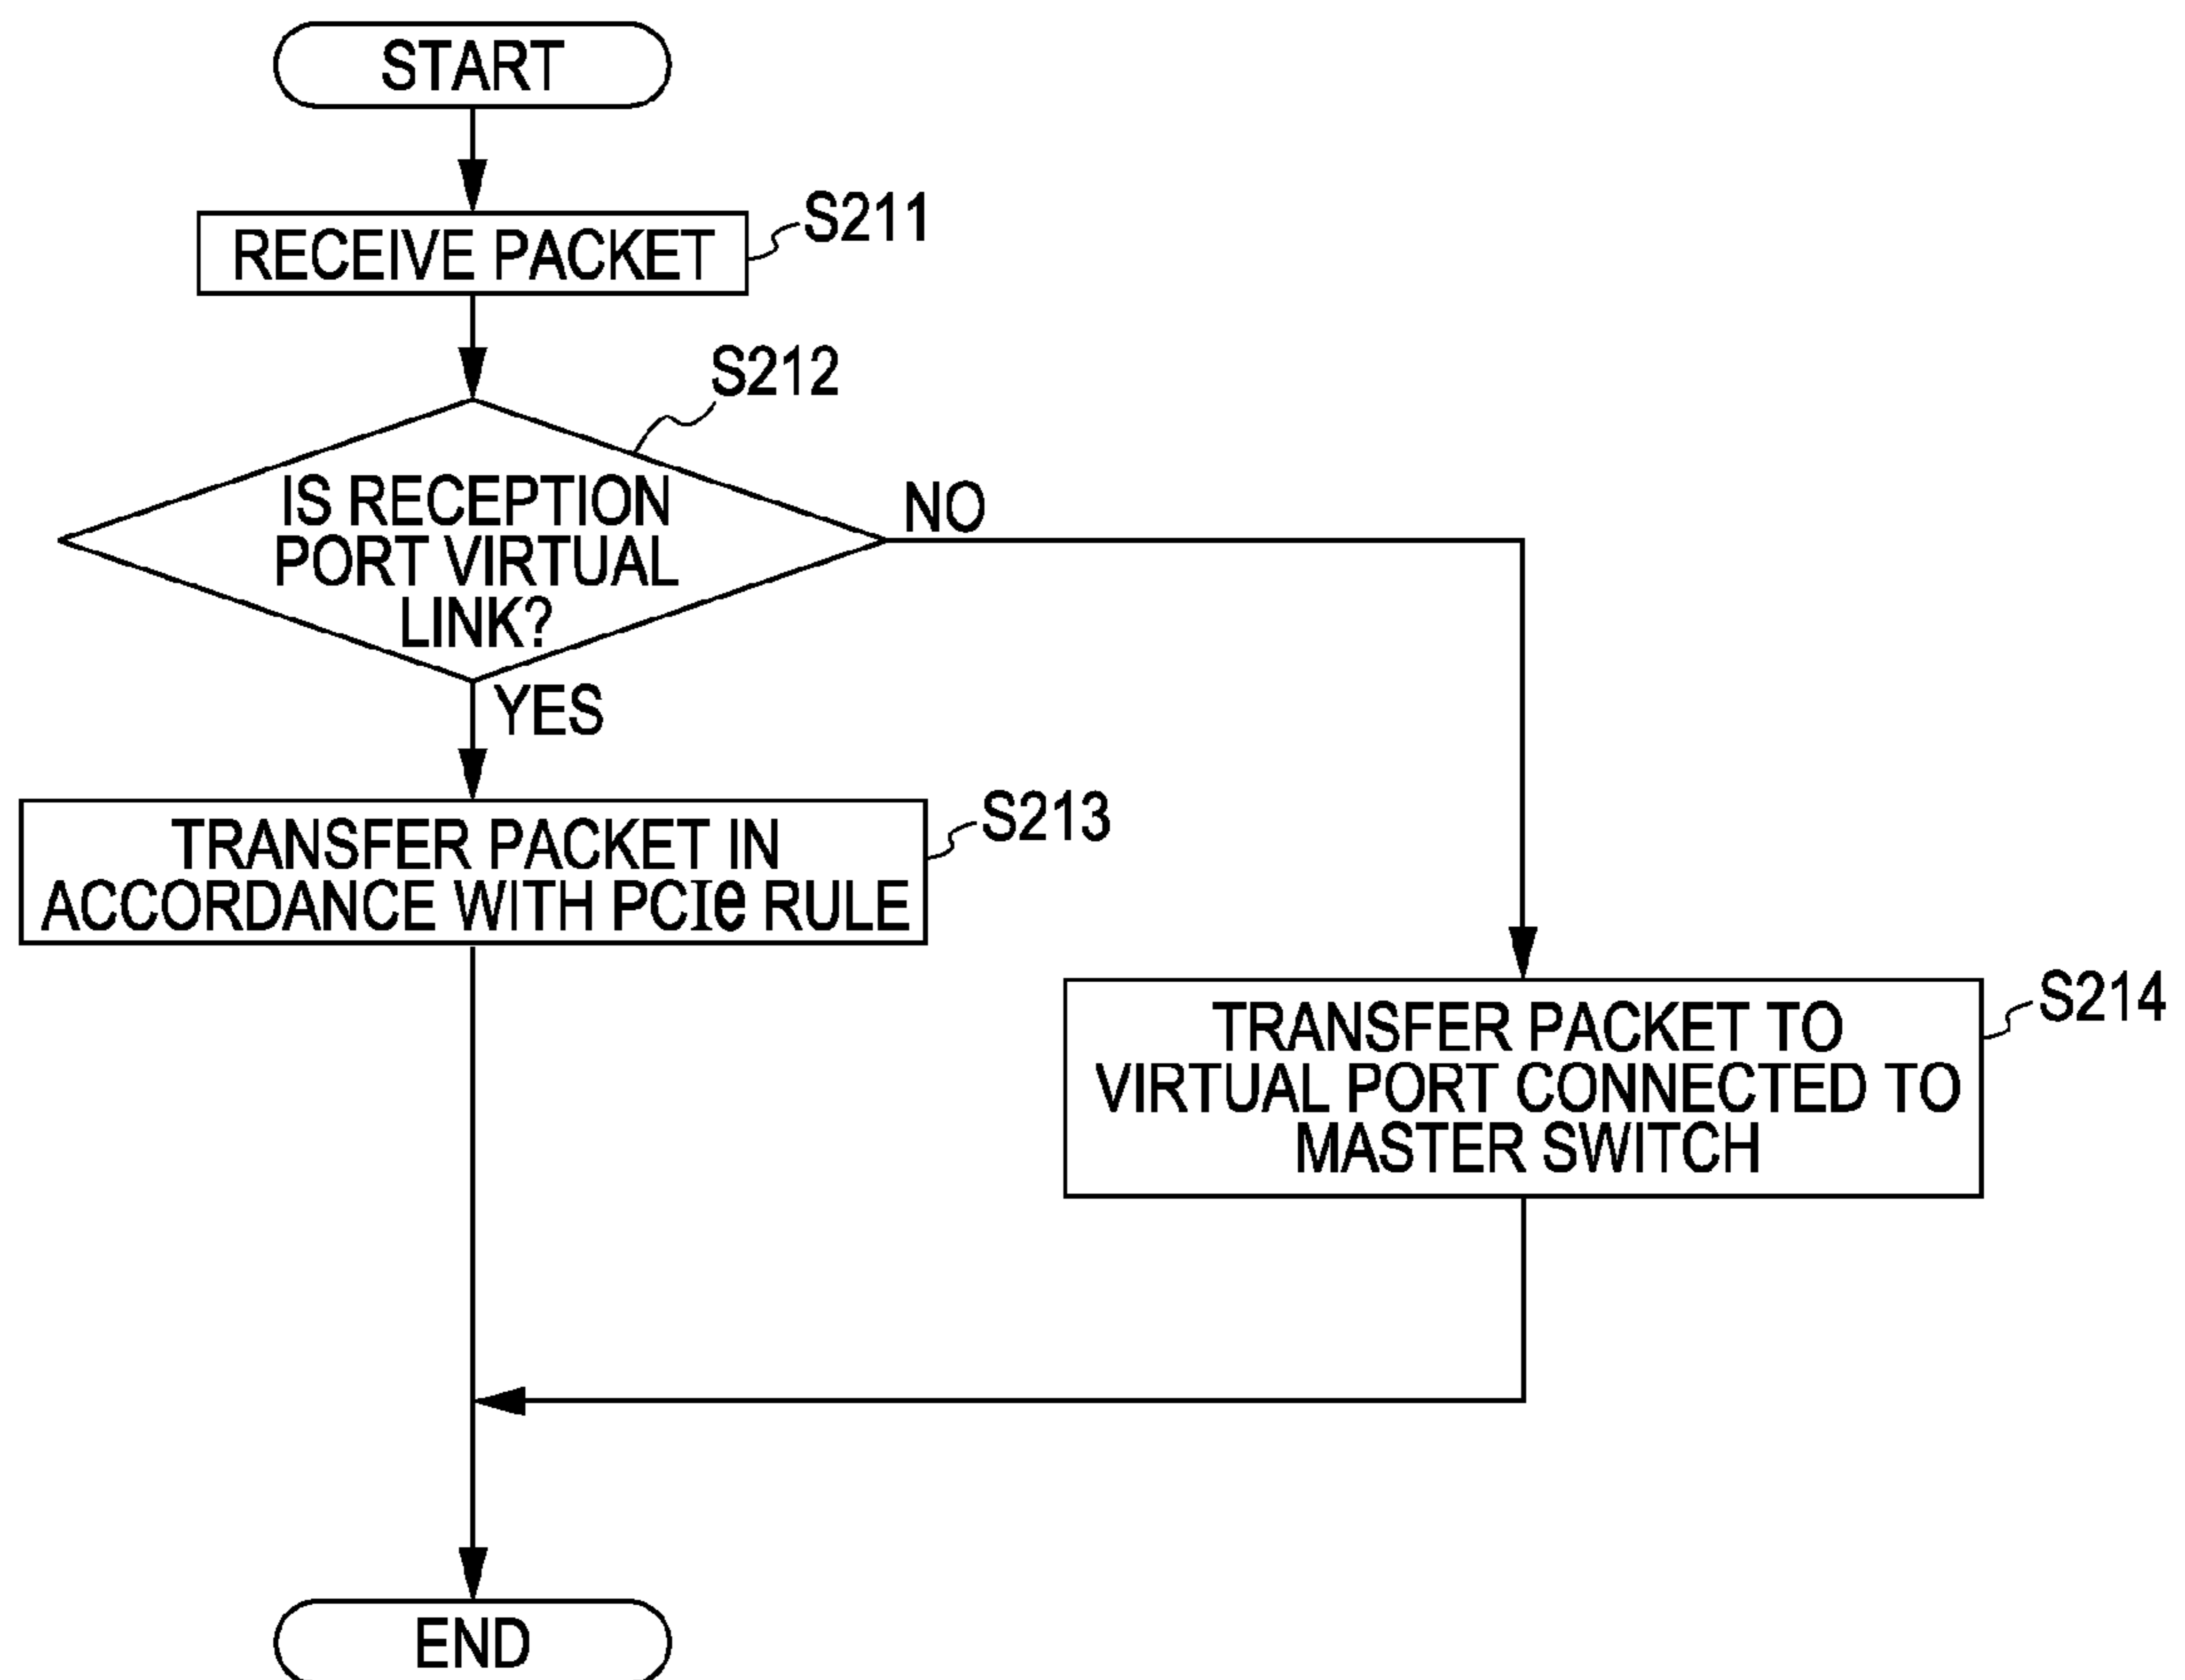 START
RECEIVE PACKET
S211
S212
IS RECEPTION
PORT VIRTUAL
LINK?
NO
YES
TRANSFER PACKET IN
ACCORDANCE WITH PCIe RULE
S213
TRANSFER PACKET TO
VIRTUAL PORT CONNECTED TO
MASTER SWITCH
S214
END